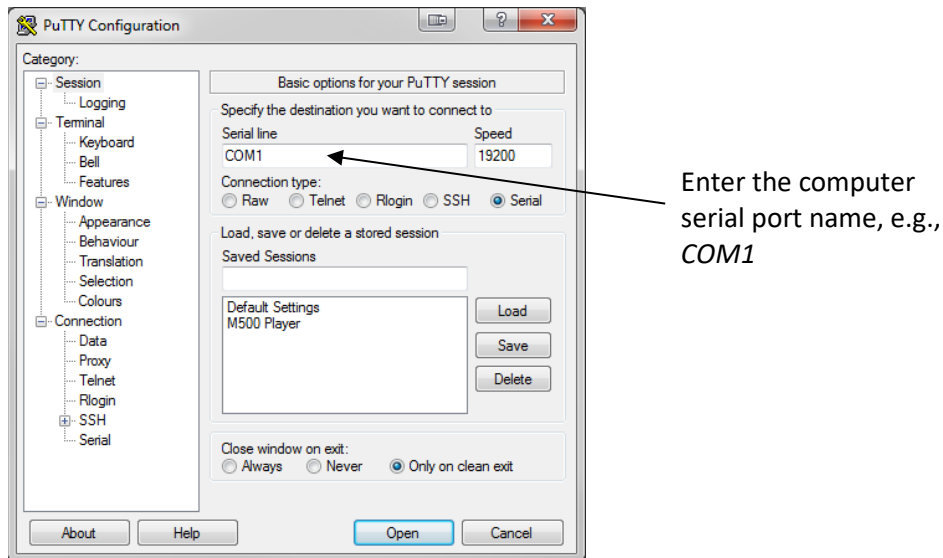 PuTTY Configuration
Category:
Session
Logging
Terminal
Keyboard
Bell
Features
Window
Appearance
Behaviour
Translation
Selection
Colours
Connection
Data
Proxy
Telnet
Rlogin
SSH
Serial
Basic options for your PuTTY session
Specify the destination you want to connect to
Serial line Speed
COM1 19200
Connection type:
Raw Telnet Rlogin SSH Serial
Load, save or delete a stored session
Saved Sessions
Default Settings
M500 Player
Load
Save
Delete
Close window on exit:
Always Never Only on clean exit
About Help Open Cancel
Enter the computer
serial port name, e.g.,
COM1